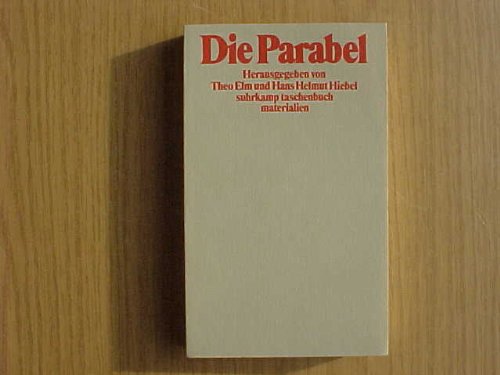 Die Parabel
Herausgegeben von
Theo Elm und Hans Helmut Hiebel
suhrkamp taschenbuch
materialien